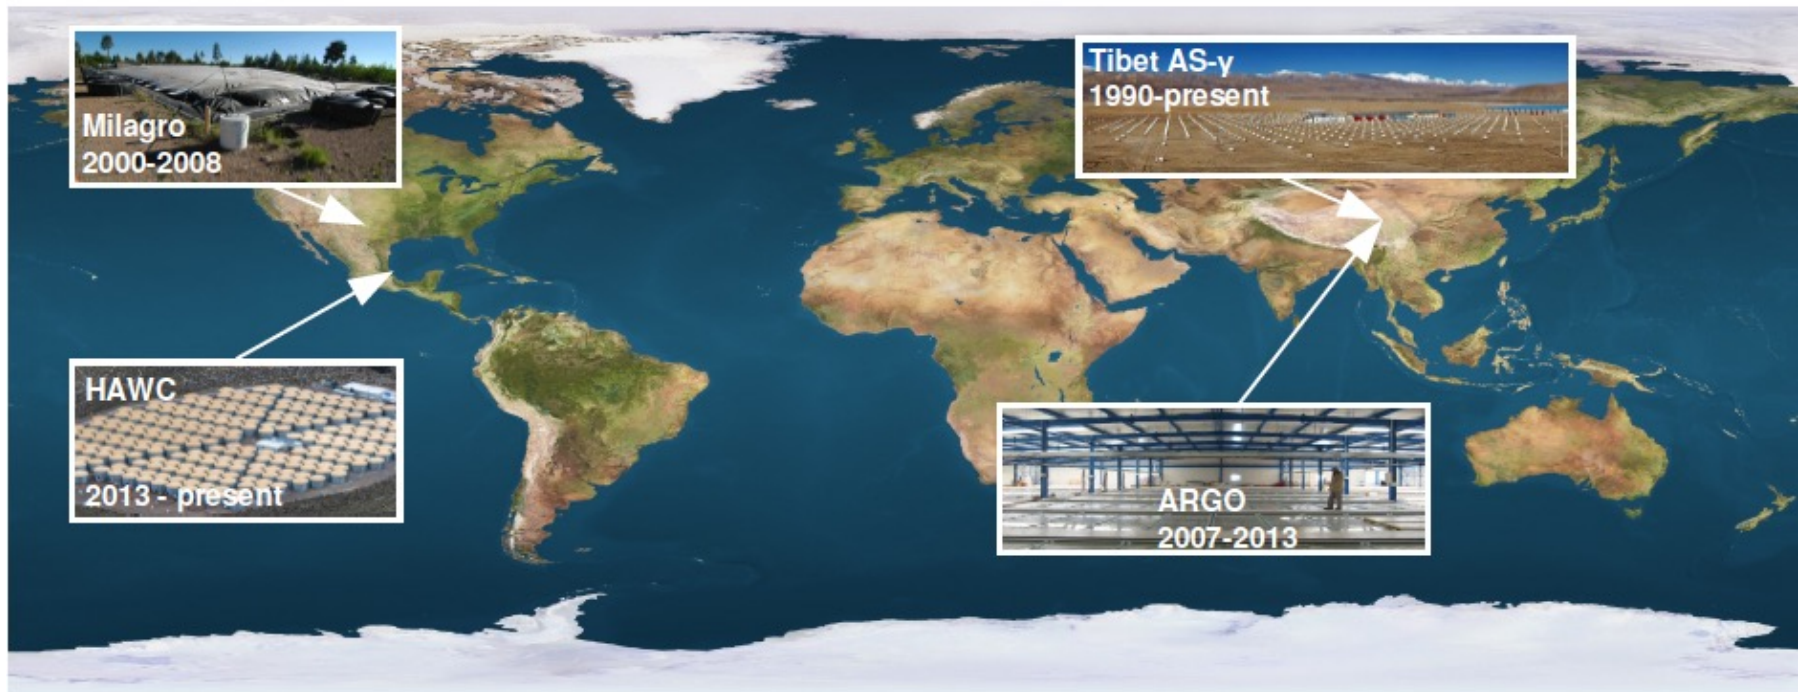 Milagro
2000-2008
Tibet AS-γ
1990-present
HAWC
2013 - present
ARGO
2007-2013